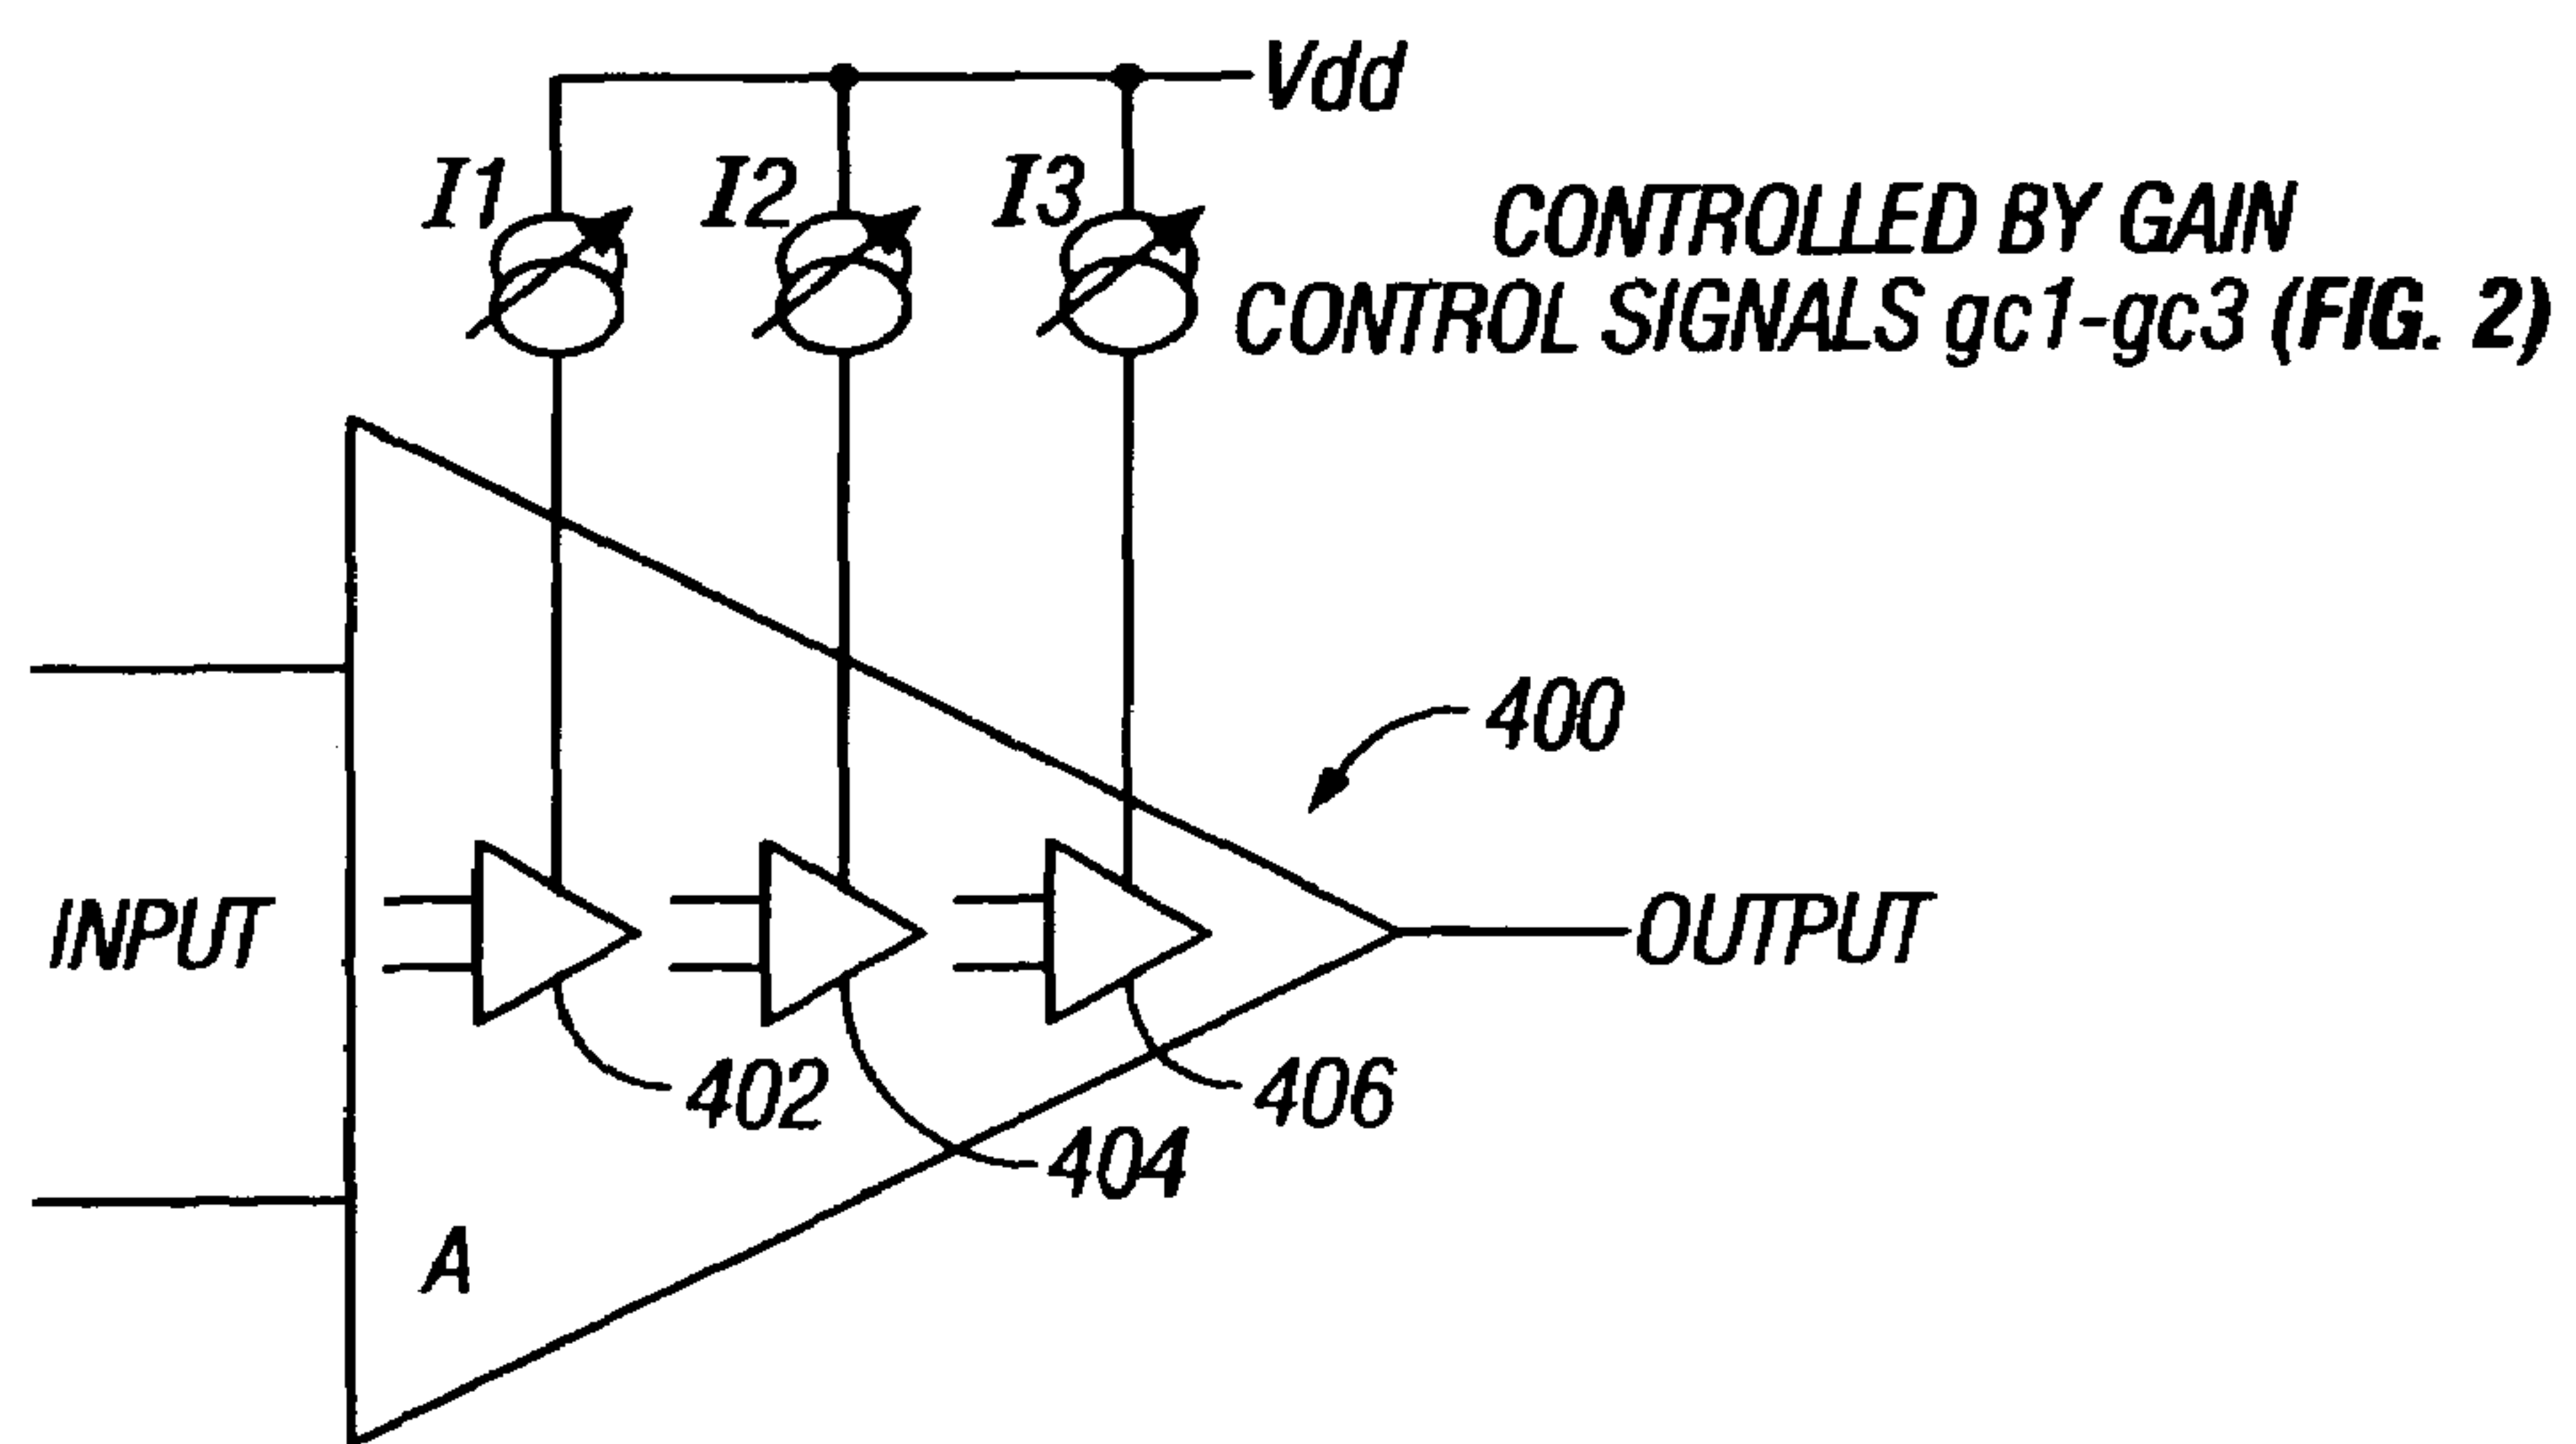 Vdd
I1
I2
I3
CONTROLLED BY GAIN
CONTROL SIGNALS gc1-gc3 (FIG. 2)
400
INPUT
OUTPUT
402
406
404
A